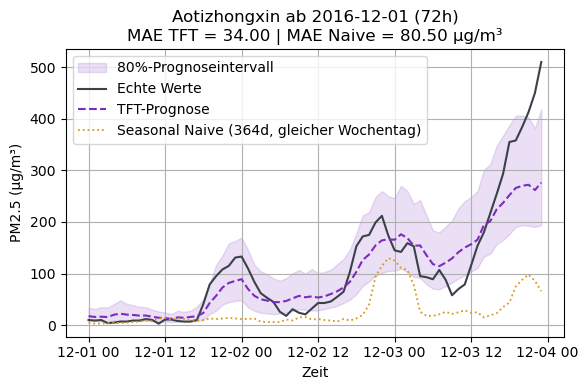 Aotizhongxin ab 2016-12-01 (72h)
MAE TFT = 34.00 | MAE Naive = 80.50 µg/m³
80%-Prognoseintervall
Echte Werte
TFT-Prognose
Seasonal Naive (364d, gleicher Wochentag)
PM2.5 (µg/m³)
500
400
300
200
100
0
12-01 00 12-01 12 12-02 00 12-02 12 12-03 00 12-03 12 12-04 00
Zeit